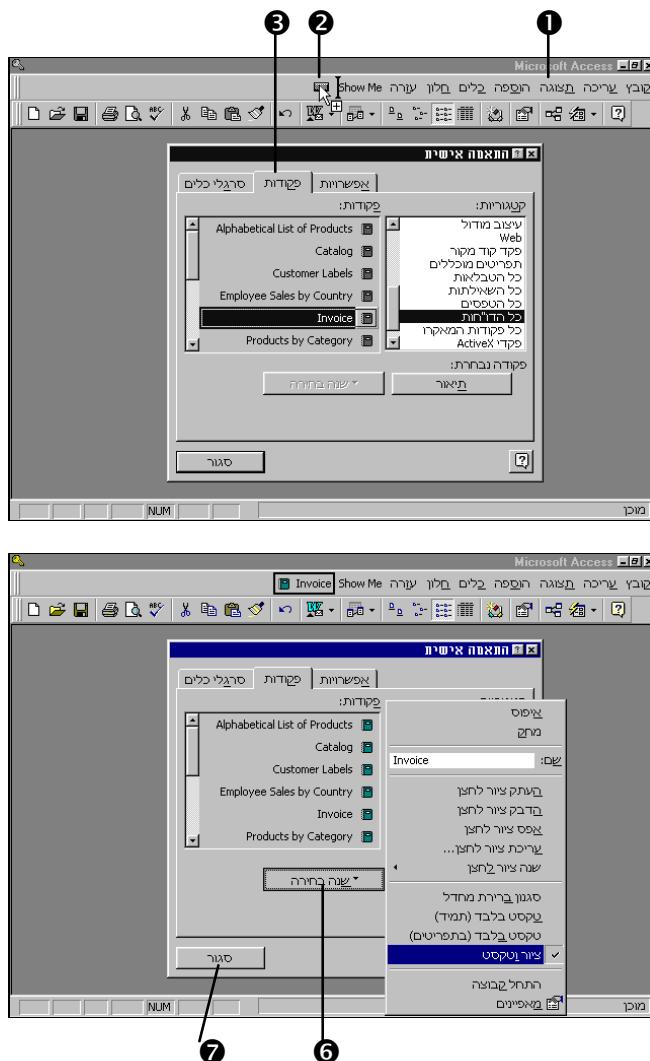 ❸ ❷ ❶
Microsoft Access
קובץ עריכה תצוגה הוספה כלים חלון עזרה Show Me
התאמה אישית
סרגלי כלים פקודות אפשרויות
קטגוריות: פקודות:
עיצוב מודול
Web
פקד קוד מקור
תפריטים מוכללים
כל הטבלאות
כל השאילתות
כל הטפסים
כל הדו"חות
כל פקודות המאקרו
פקדי ActiveX
Alphabetical List of Products
Catalog
Customer Labels
Employee Sales by Country
Invoice
Products by Category
פקודה נבחרת:
תיאור שנה בחירה
סגור
מוכן NUM
Microsoft Access
קובץ עריכה תצוגה הוספה כלים חלון עזרה Show Me Invoice
התאמה אישית
סרגלי כלים פקודות אפשרויות
פקודות:
Alphabetical List of Products
Catalog
Customer Labels
Employee Sales by Country
Invoice
Products by Category
שנה בחירה
סגור
איפוס
מחק
שם: Invoice
העתק ציור לחצן
הדבק ציור לחצן
אפס ציור לחצן
עריכת ציור לחצן...
שנה ציור לחצן
סגנון ברירת מחדל
טקסט בלבד (תמיד)
טקסט בלבד (בתפריטים)
ציור וטקסט
התחל קבוצה
מאפיינים
מוכן NUM
❼ ❻